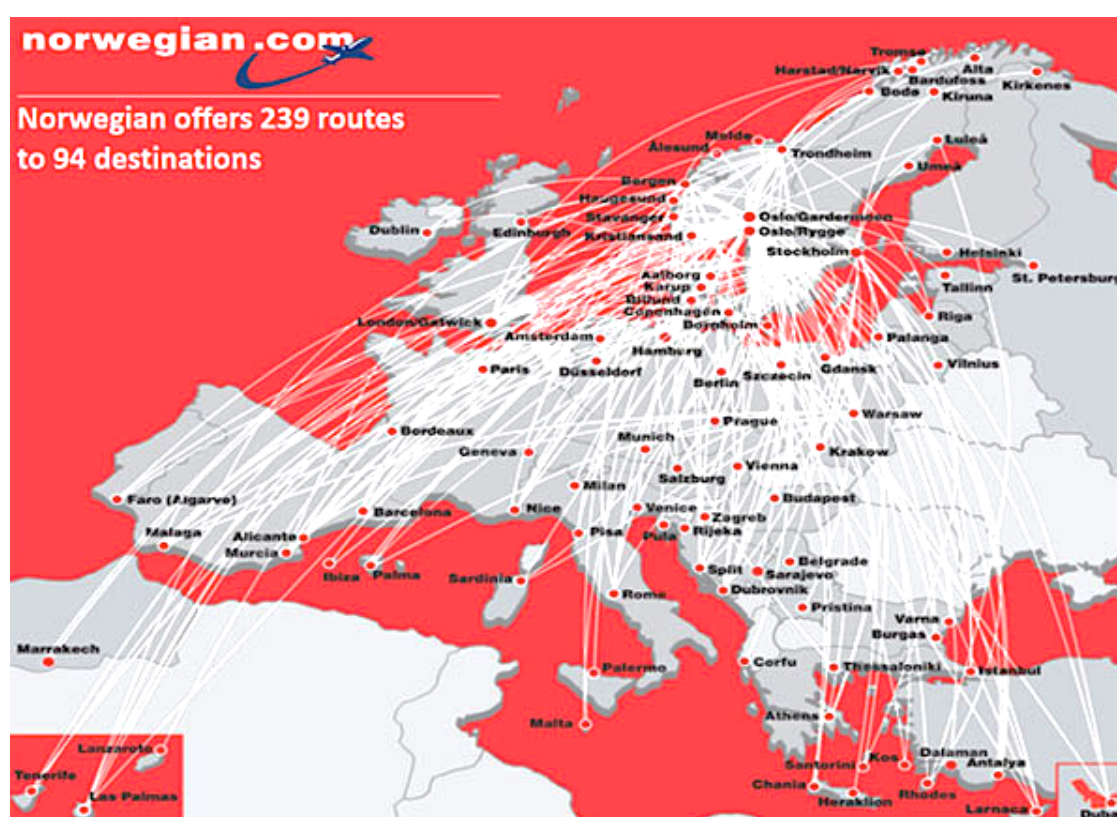 norwegian.com
Norwegian offers 239 routes
to 94 destinations
Tromsø
Harstad/Narvik
Bardufoss
Alta
Kirkenes
Bodø
Kiruna
Molde
Ålesund
Trondheim
Luleå
Umeå
Bergen
Haugesund
Stavanger
Kristiansand
Oslo/Gardermoen
Oslo/Rygge
Stockholm
Helsinki
Tallinn
St. Petersburg
Dublin
Edinburgh
Aalborg
Karup
Billund
Copenhagen
Bornholm
Riga
Palanga
Vilnius
London/Gatwick
Amsterdam
Hamburg
Paris
Düsseldorf
Berlin
Szczecin
Gdansk
Bordeaux
Prague
Warsaw
Munich
Geneva
Krakow
Salzburg
Vienna
Milan
Budapest
Faro (Algarve)
Barcelona
Nice
Venice
Zagreb
Malaga
Alicante
Murcia
Pisa
Pula
Rijeka
Ibiza
Palma
Sardinia
Split
Belgrade
Sarajevo
Dubrovnik
Roma
Pristina
Varna
Burgas
Marrakech
Palermo
Corfu
Thessaloniki
Istanbul
Malta
Athens
Lanzarote
Tenerife
Las Palmas
Santorini
Kos
Dalaman
Antalya
Chania
Heraklion
Rhodes
Larnaca
Duba